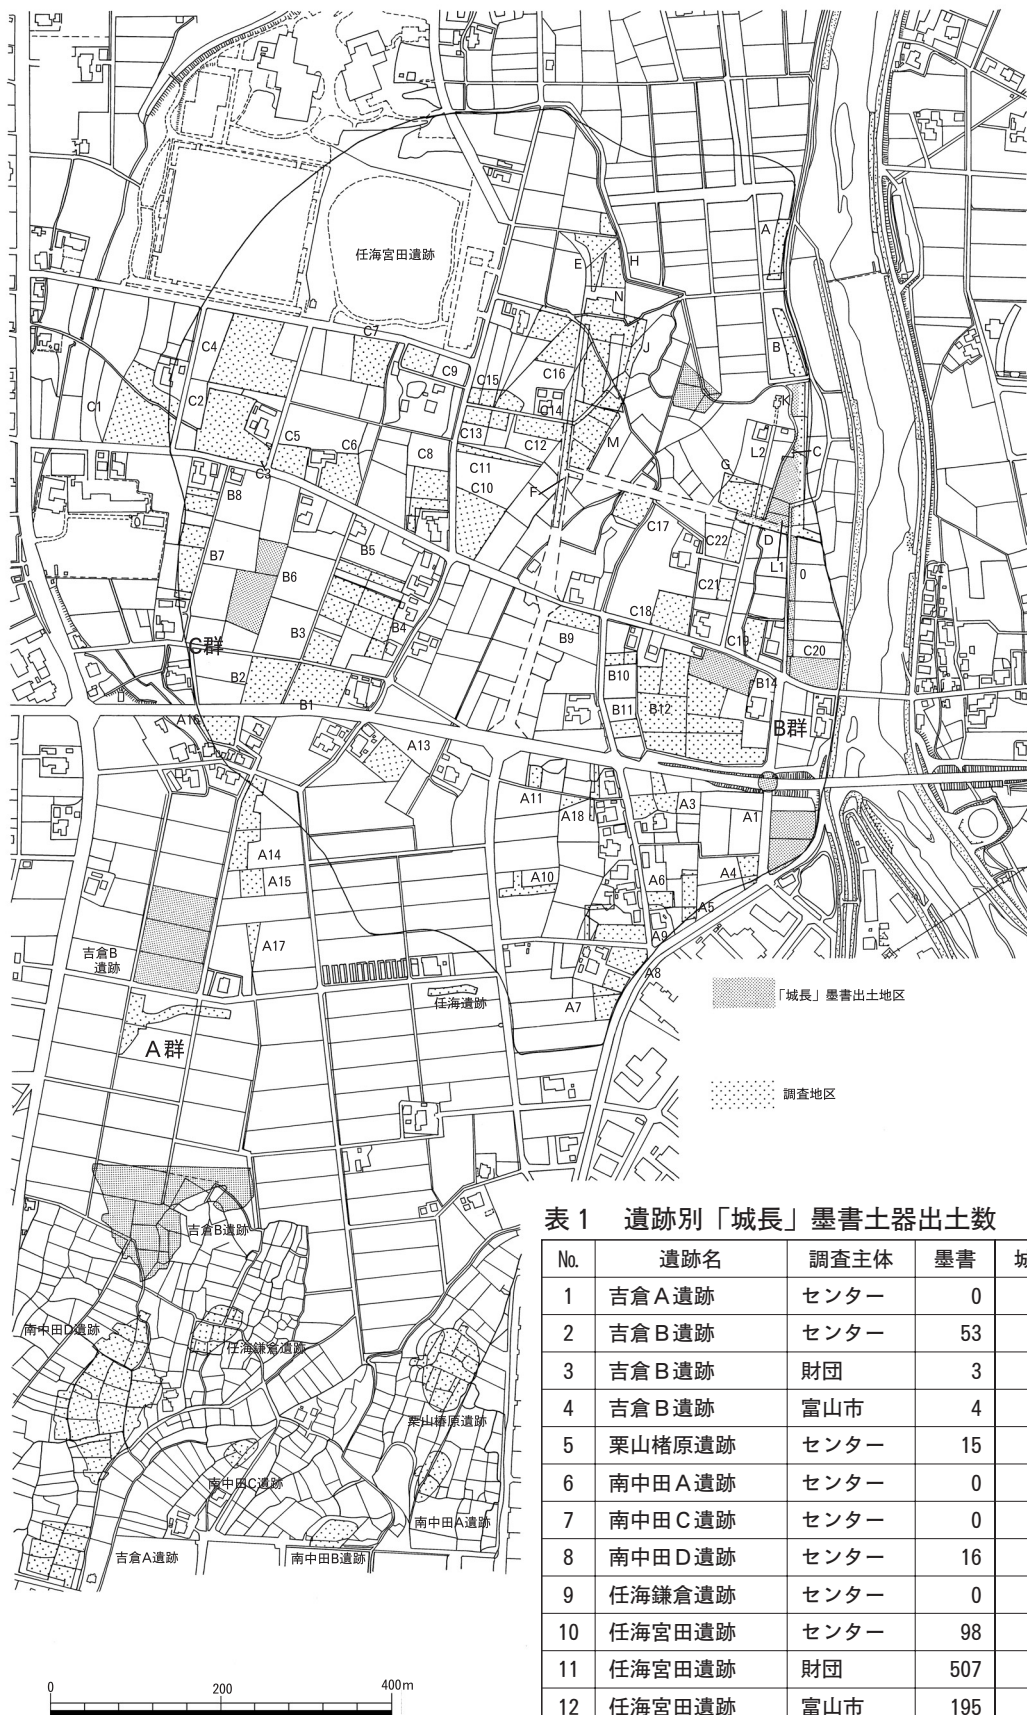 任海宮田遺跡
A
E
H
N
B
J
C7
C4
C9
C15
C16
C14
C1
C2
K
C13
C12
M
L2
C
C5
C6
C8
C3
C11
C10
G
F
B8
C17
D
C22
L1
0
B7
B5
B6
C21
B3
B4
C18
B9
C19
C20
C群
B2
B10
B14
B1
B11
B12
B群
A16
A13
A11
A18
A3
A1
A14
A15
A10
A6
A4
A5
A17
A9
吉倉B
遺跡
任海遺跡
A7
A8
「城長」墨書出土地区
A群
調査地区
吉倉B遺跡
南中田D遺跡
任海鎌倉遺跡
栗山椿原遺跡
南中田C遺跡
南中田A遺跡
吉倉A遺跡
南中田B遺跡
0 200 400m
表1 遺跡別「城長」墨書土器出土数
№ 遺跡名 調査主体 墨書
1 吉倉A遺跡 センター 0
2 吉倉B遺跡 センター 53
3 吉倉B遺跡 財団 3
4 吉倉B遺跡 富山市 4
5 栗山楮原遺跡 センター 15
6 南中田A遺跡 センター 0
7 南中田C遺跡 センター 0
8 南中田D遺跡 センター 16
9 任海鎌倉遺跡 センター 0
10 任海宮田遺跡 センター 98
11 任海宮田遺跡 財団 507
12 任海宮田遺跡 富山市 195